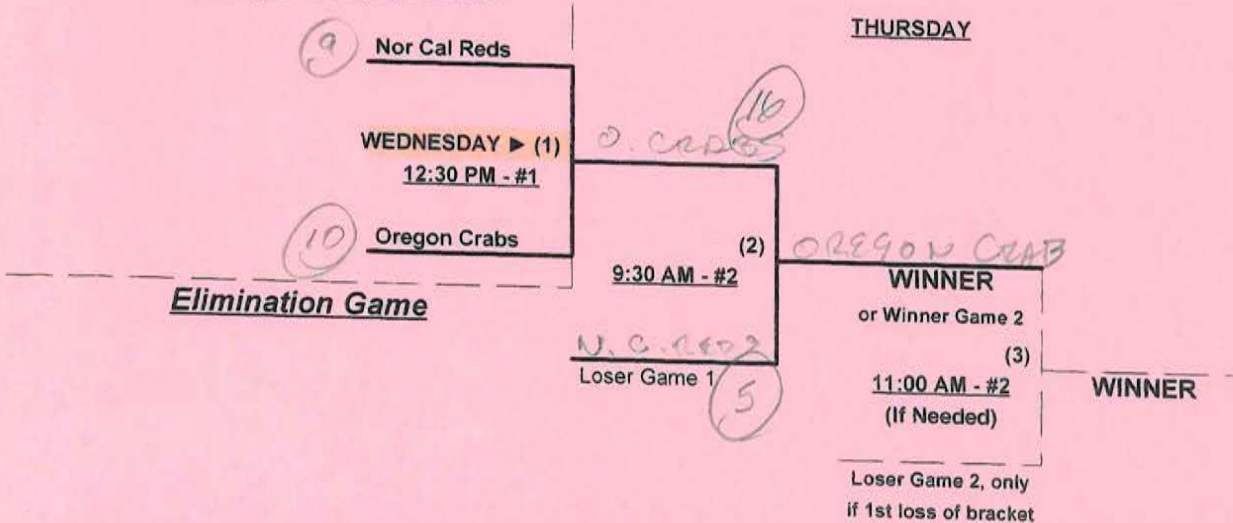 THURSDAY
9 Nor Cal Reds
16
WEDNESDAY ► (1) O. CRABS
12:30 PM - #1
10 Oregon Crabs
(2) OREGON CRAB
9:30 AM - #2 WINNER
Elimination Game
or Winner Game 2
N. C. REDS
(3)
Loser Game 1
5
11:00 AM - #2 WINNER
(If Needed)
Loser Game 2, only
if 1st loss of bracket